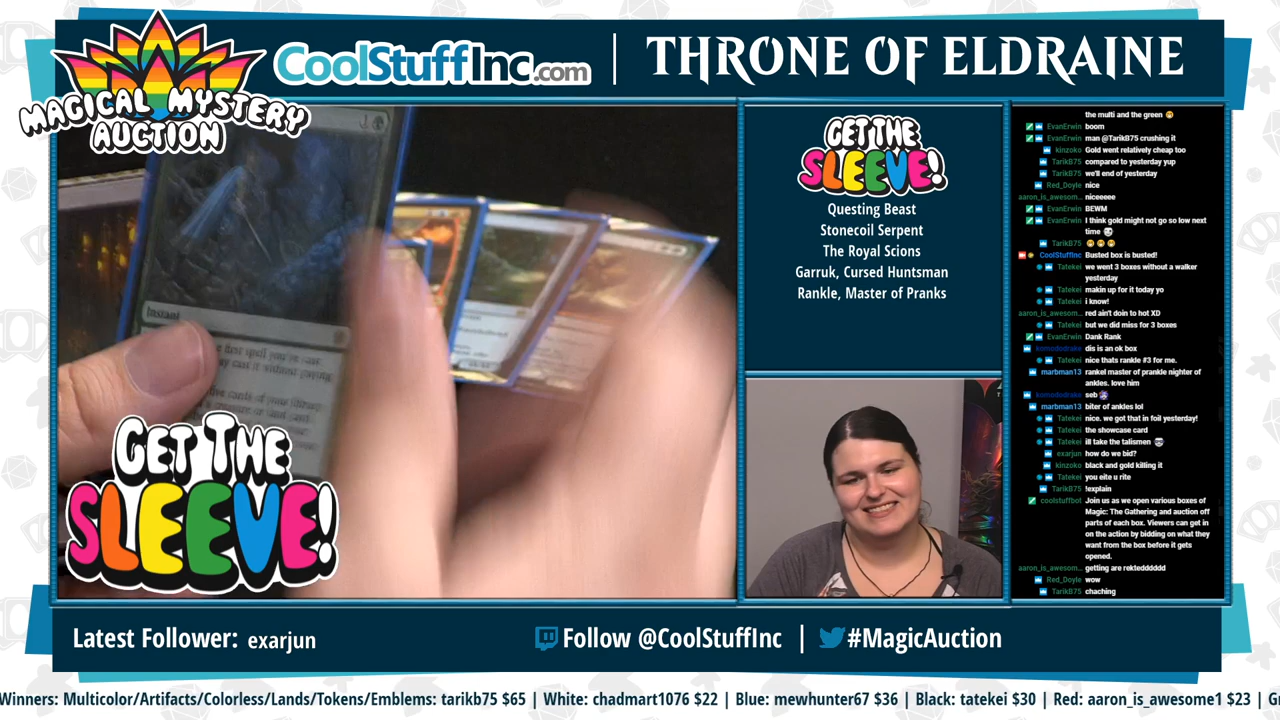 MAGICAL MYSTERY
AUCTION
CoolStuffInc.com
THRONE OF ELDRAINE
Instant
GET THE
SLEEVE!
GET THE
SLEEVE!
Questing Beast
Stonecoil Serpent
The Royal Scions
Garruk, Cursed Huntsman
Rankle, Master of Pranks
the multi and the green
EvanErwin boom
EvanErwin man @TarikB75 crushing it
kinzoko Gold went relatively cheap too
TarikB75 compared to yesterday yup
TarikB75 we'll end of yesterday
Red_Doyle nice
aaron_is_awesom... niceeeee
EvanErwin BEWM
EvanErwin I think gold might not go so low next
time
TarikB75
CoolStuffInc Busted box is busted!
Tatekei we went 3 boxes without a walker
yesterday
Tatekei makin up for it today yo
Tatekei i know!
aaron_is_awesom... red ain't doin to hot XD
Tatekei but we did miss for 3 boxes
EvanErwin Dank Rank
komododrake dis is an ok box
Tatekei nice thats rankle #3 for me.
marbman13 rankel master of prankle nighter of
ankles. love him
komododrake seb
marbman13 biter of ankles lol
Tatekei nice. we got that in foil yesterday!
Tatekei the showcase card
Tatekei ill take the talismen
exarjun how do we bid?
kinzoko black and gold killing it
Tatekei you eite u rite
TarikB75 !explain
coolstuffbot Join us as we open various boxes of
Magic: The Gathering and auction off
parts of each box. Viewers can get in
on the action by bidding on what they
want from the box before it gets
opened.
aaron_is_awesom... getting are rektedddddd
Red_Doyle wow
TarikB75 chaching
Latest Follower: exarjun
Follow @CoolStuffInc | #MagicAuction
Winners: Multicolor/Artifacts/Colorless/Lands/Tokens/Emblems: tarikb75 $65 | White: chadmart1076 $22 | Blue: mewhunter67 $36 | Black: tatekei $30 | Red: aaron_is_awesome1 $23 | G